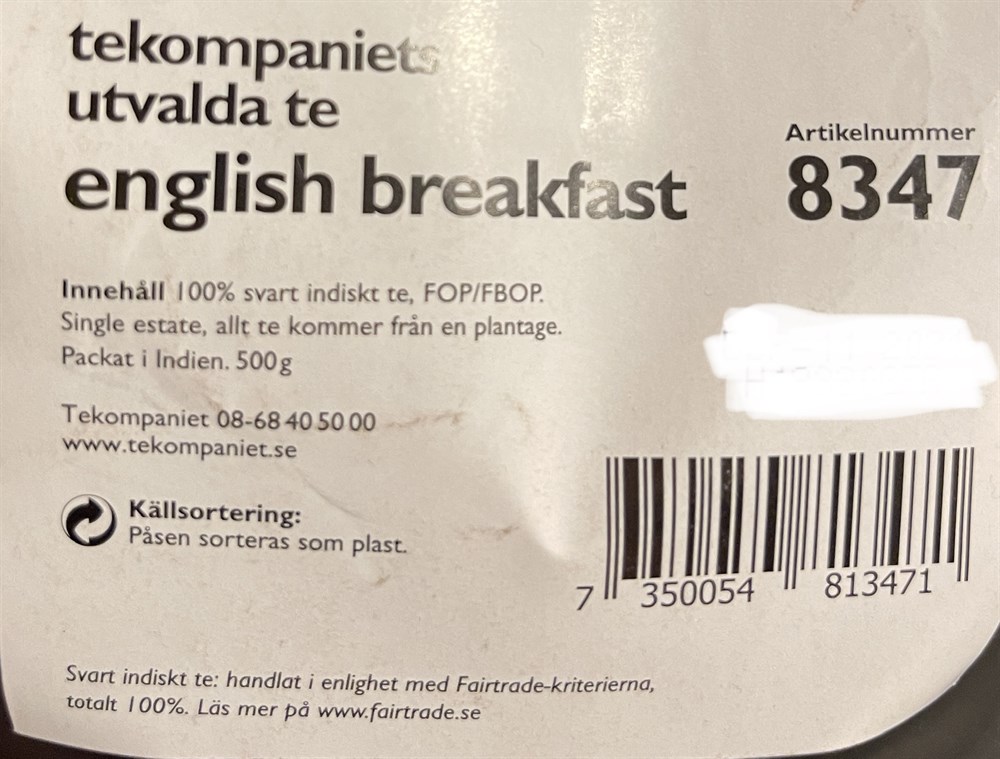 tekompaniets
utvalda te
english breakfast
Artikelnummer
8347
Innehåll 100% svart indiskt te, FOP/FBOP.
Single estate, allt te kommer från en plantage.
Packat i Indien. 500g
Tekompaniet 08-68 40 50 00
www.tekompaniet.se
Källsortering:
Påsen sorteras som plast.
7 350054 813471
Svart indiskt te: handlat i enlighet med Fairtrade-kriterierna,
totalt 100%. Läs mer på www.fairtrade.se